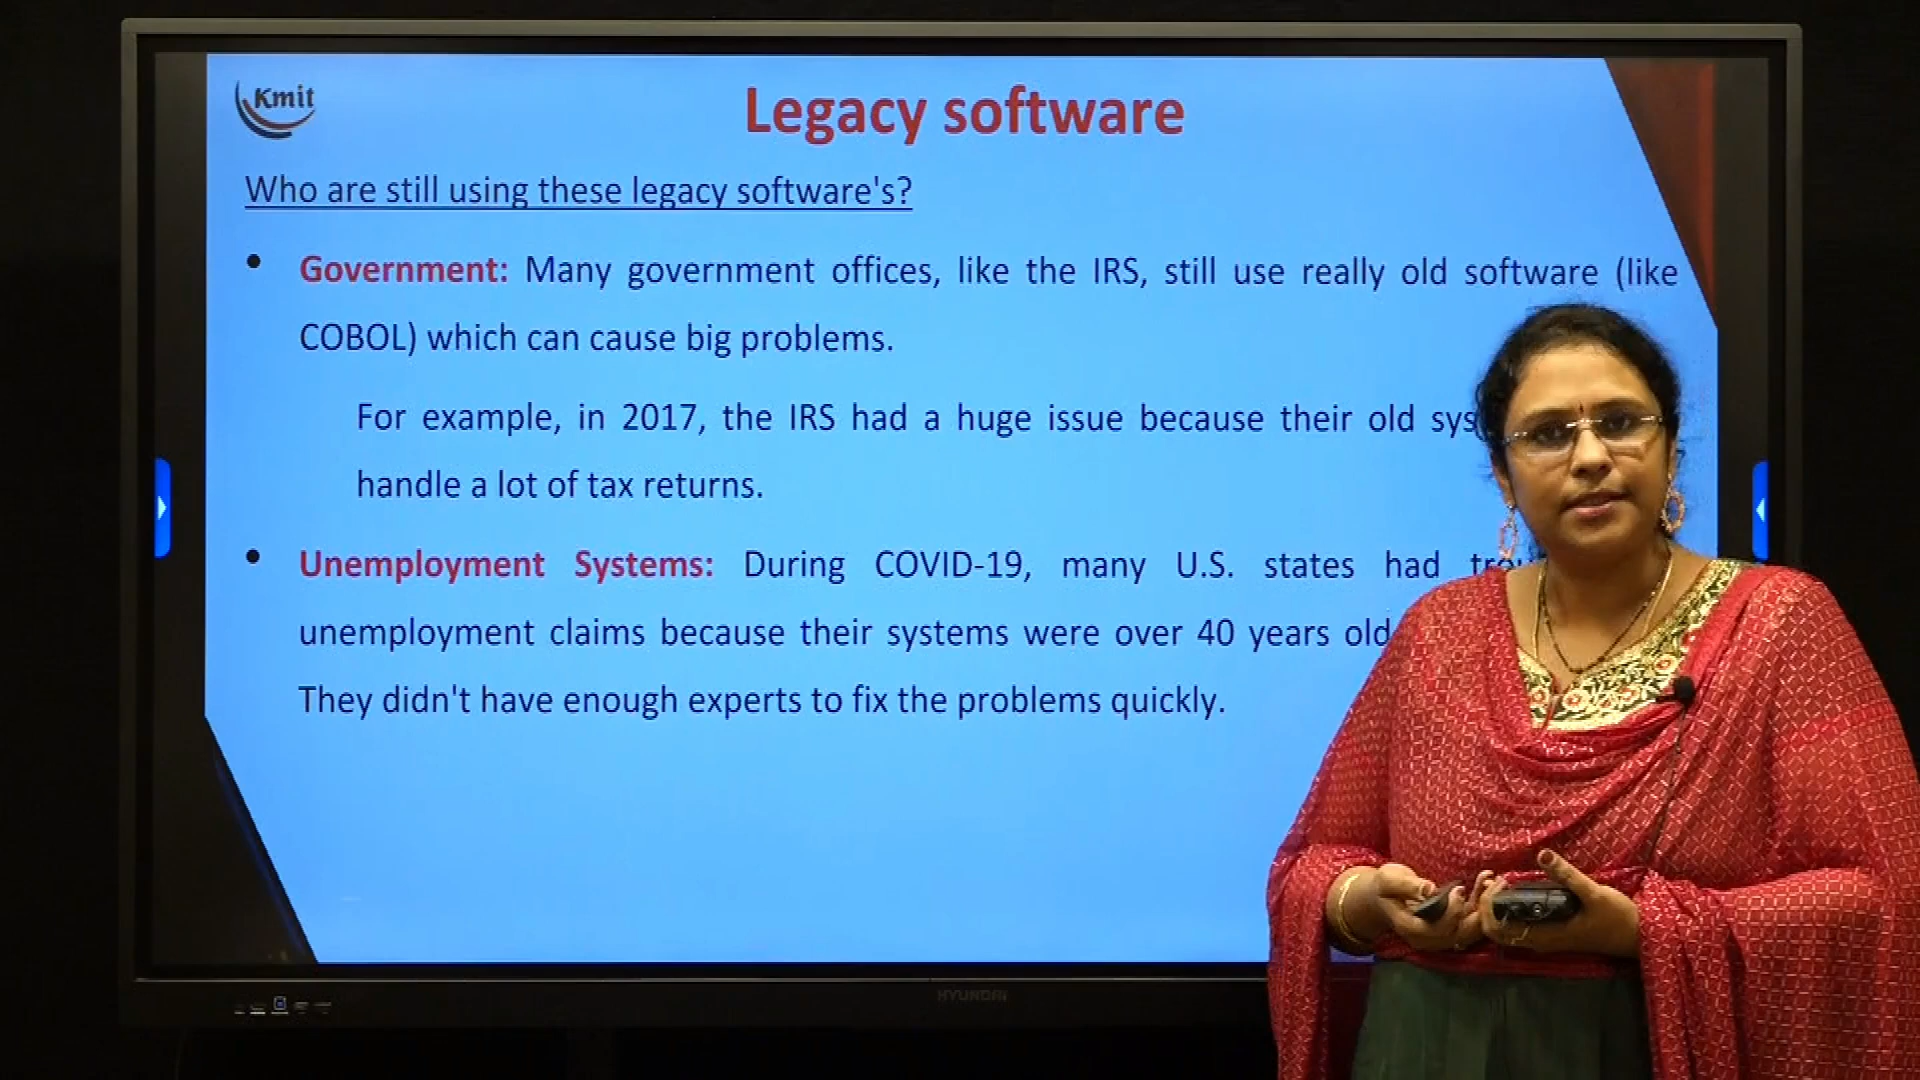 Kmit
Legacy software
Who are still using these legacy software's?
• Government: Many government offices, like the IRS, still use really old software (like
COBOL) which can cause big problems.
For example, in 2017, the IRS had a huge issue because their old
handle a lot of tax returns.
• Unemployment Systems: During COVID-19, many U.S. states had
unemployment claims because their systems were over 40 years old
They didn't have enough experts to fix the problems quickly.
HYUNDAI